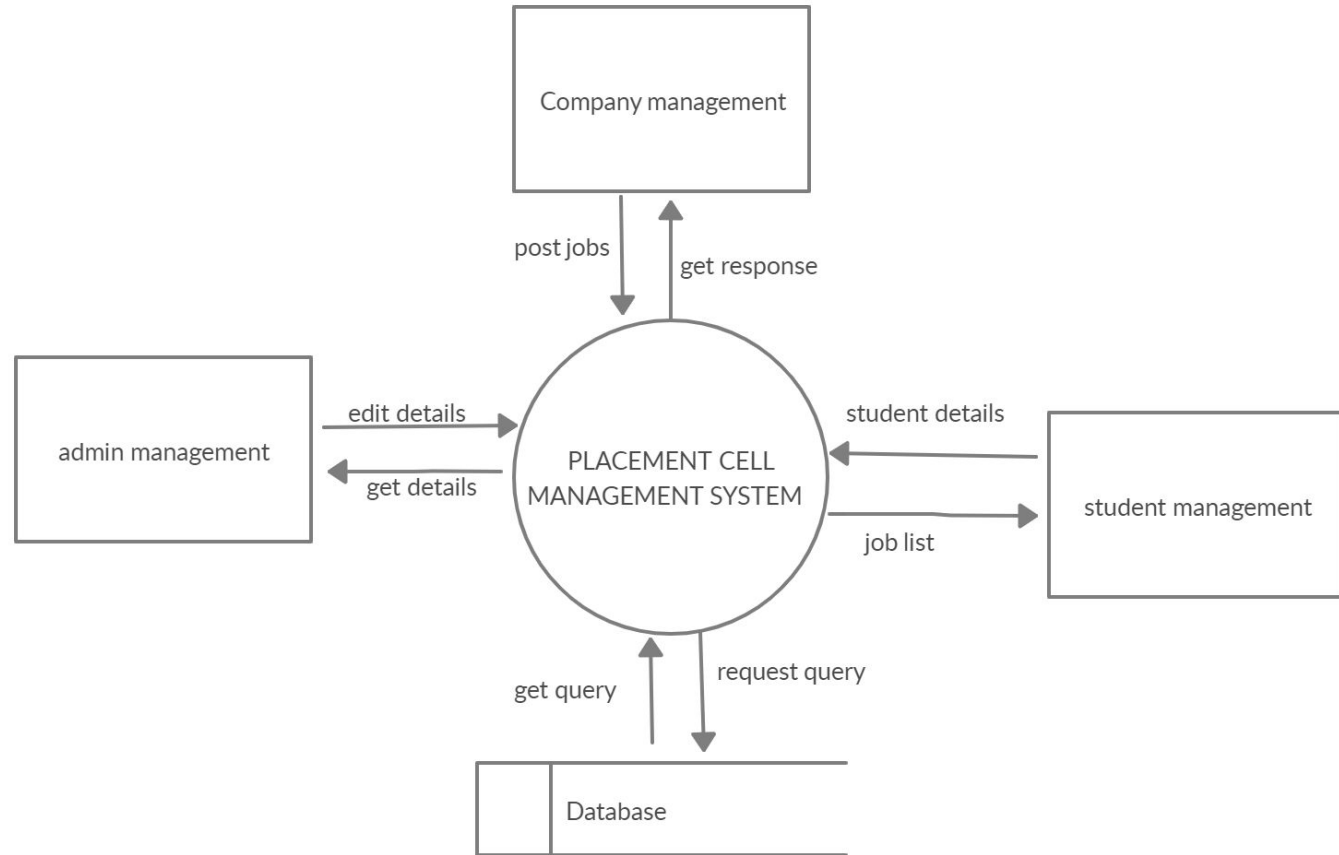 Company management
post jobs
get response
edit details
student details
admin management
PLACEMENT CELL
MANAGEMENT SYSTEM
get details
student management
job list
request query
get query
Database